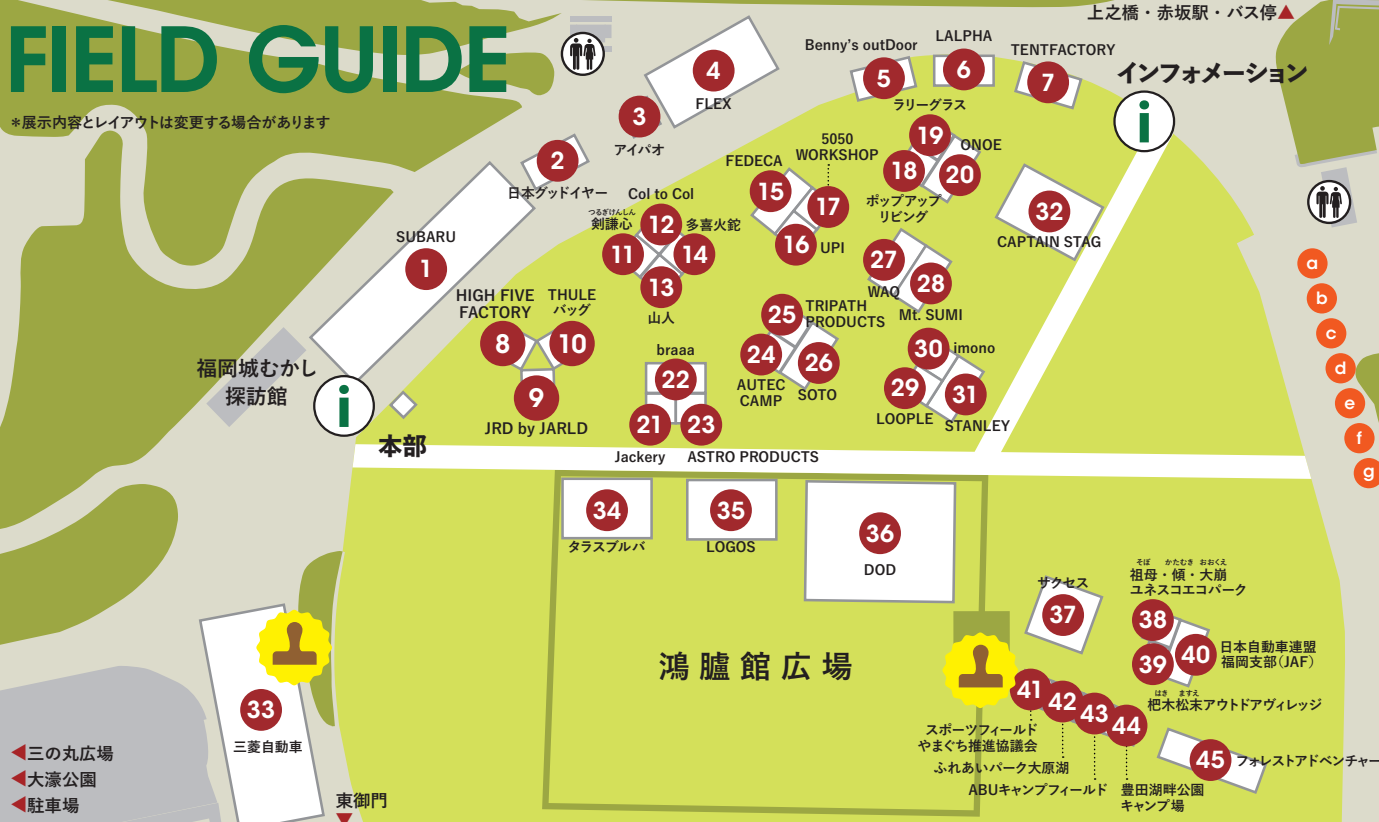 FIELD GUIDE
＊展示内容とレイアウトは変更する場合があります
上之橋・赤坂駅・バス停▲
インフォメーション
i
1
SUBARU
2
日本グッドイヤー
3
アイパオ
4
FLEX
Benny's outDoor
5
LALPHA
6
TENTFACTORY
7
HIGH FIVE
FACTORY
8
9
JRD by JARLD
THULE
バッグ
10
つるぎけんしん
剣謙心
11
Col to Col
12
13
山人
多喜火鉈
14
FEDECA
15
16
UPI
5050
WORKSHOP
17
18
ポップアップ
リビング
ラリーグラス
19
ONOE
20
21
Jackery
braaa
22
23
ASTRO PRODUCTS
24
AUTEC
CAMP
25
TRIPATH
PRODUCTS
26
SOTO
27
WAQ
28
Mt. SUMI
29
LOOPLE
30
imono
31
STANLEY
32
CAPTAIN STAG
福岡城むかし
探訪館
i
本部
a
b
c
d
e
f
g
33
三菱自動車
34
タラスブルバ
35
LOGOS
36
DOD
鴻臚館広場
ザクセス
37
そぼ かたむき おおくえ
祖母・傾・大崩
ユネスコエコパーク
38
39
はき ますえ
杷木松末アウトドアヴィレッジ
40
日本自動車連盟
福岡支部(JAF)
41
スポーツフィールド
やまぐち推進協議会
42
ふれあいパーク大原湖
43
ABUキャンプフィールド
44
豊田湖畔公園
キャンプ場
45
フォレストアドベンチャー
◀三の丸広場
◀大濠公園
◀駐車場
東御門
▼